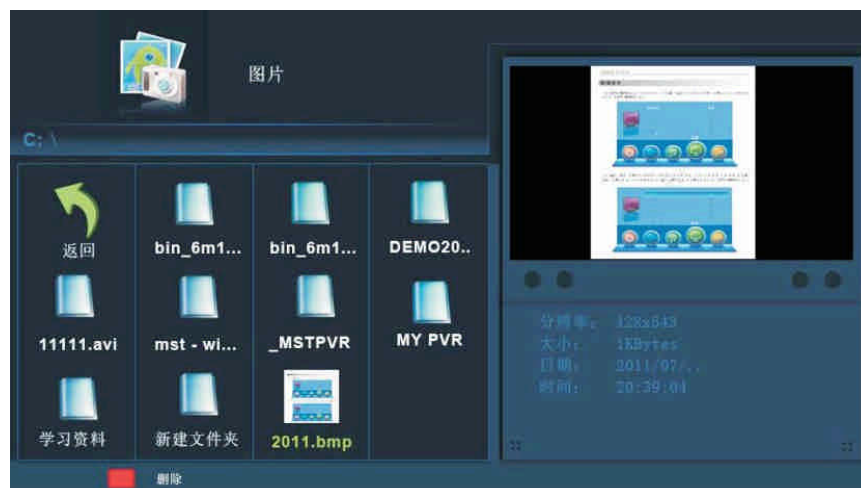 图片
C: \
返回
bin_6m1...
bin_6m1...
DEMO20..
11111.avi
mst - wi...
_MSTPVR
MY PVR
学习资料
新建文件夹
2011.bmp
分辨率: 128x543
大小: 1KBytes
日期: 2011/07/..
时间: 20:39:04
删除